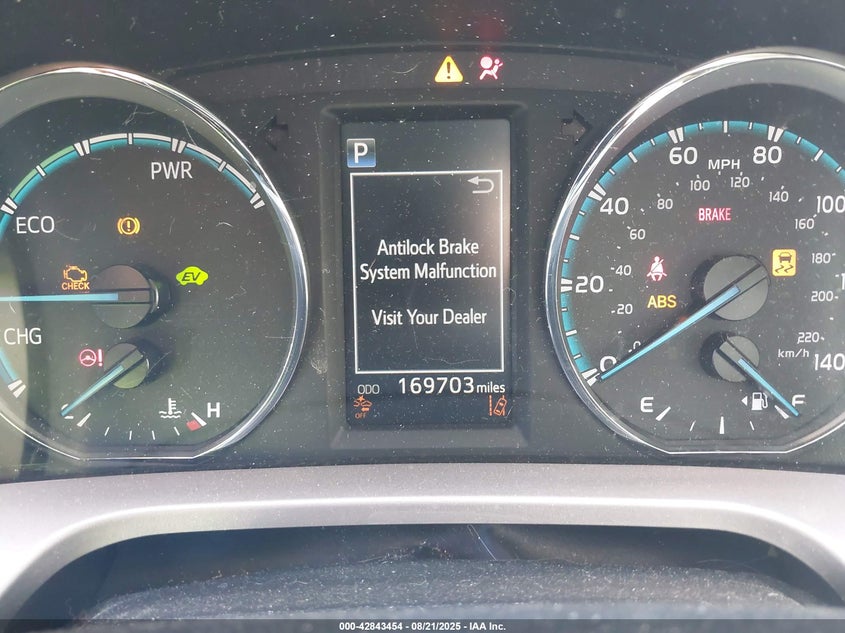 PWR
ECO
CHECK
EV
CHG
H
P
Antilock Brake
System Malfunction
Visit Your Dealer
ODO 169703 miles
OFF
0 20 40 60 80 100
140
MPH
0 20 40 60 80 100 120 140 160 180 200 220
km/h
BRAKE
ABS
E F
000-42843454 - 08/21/2025 - IAA Inc.